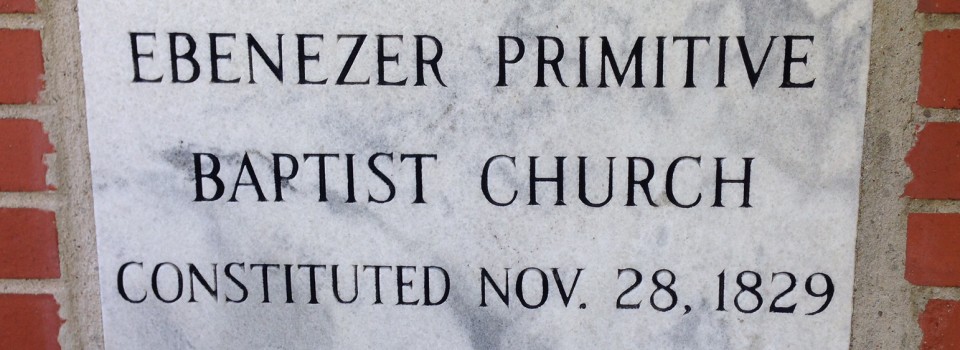 EBENEZER PRIMITIVE
BAPTIST CHURCH
CONSTITUTED NOV. 28, 1829